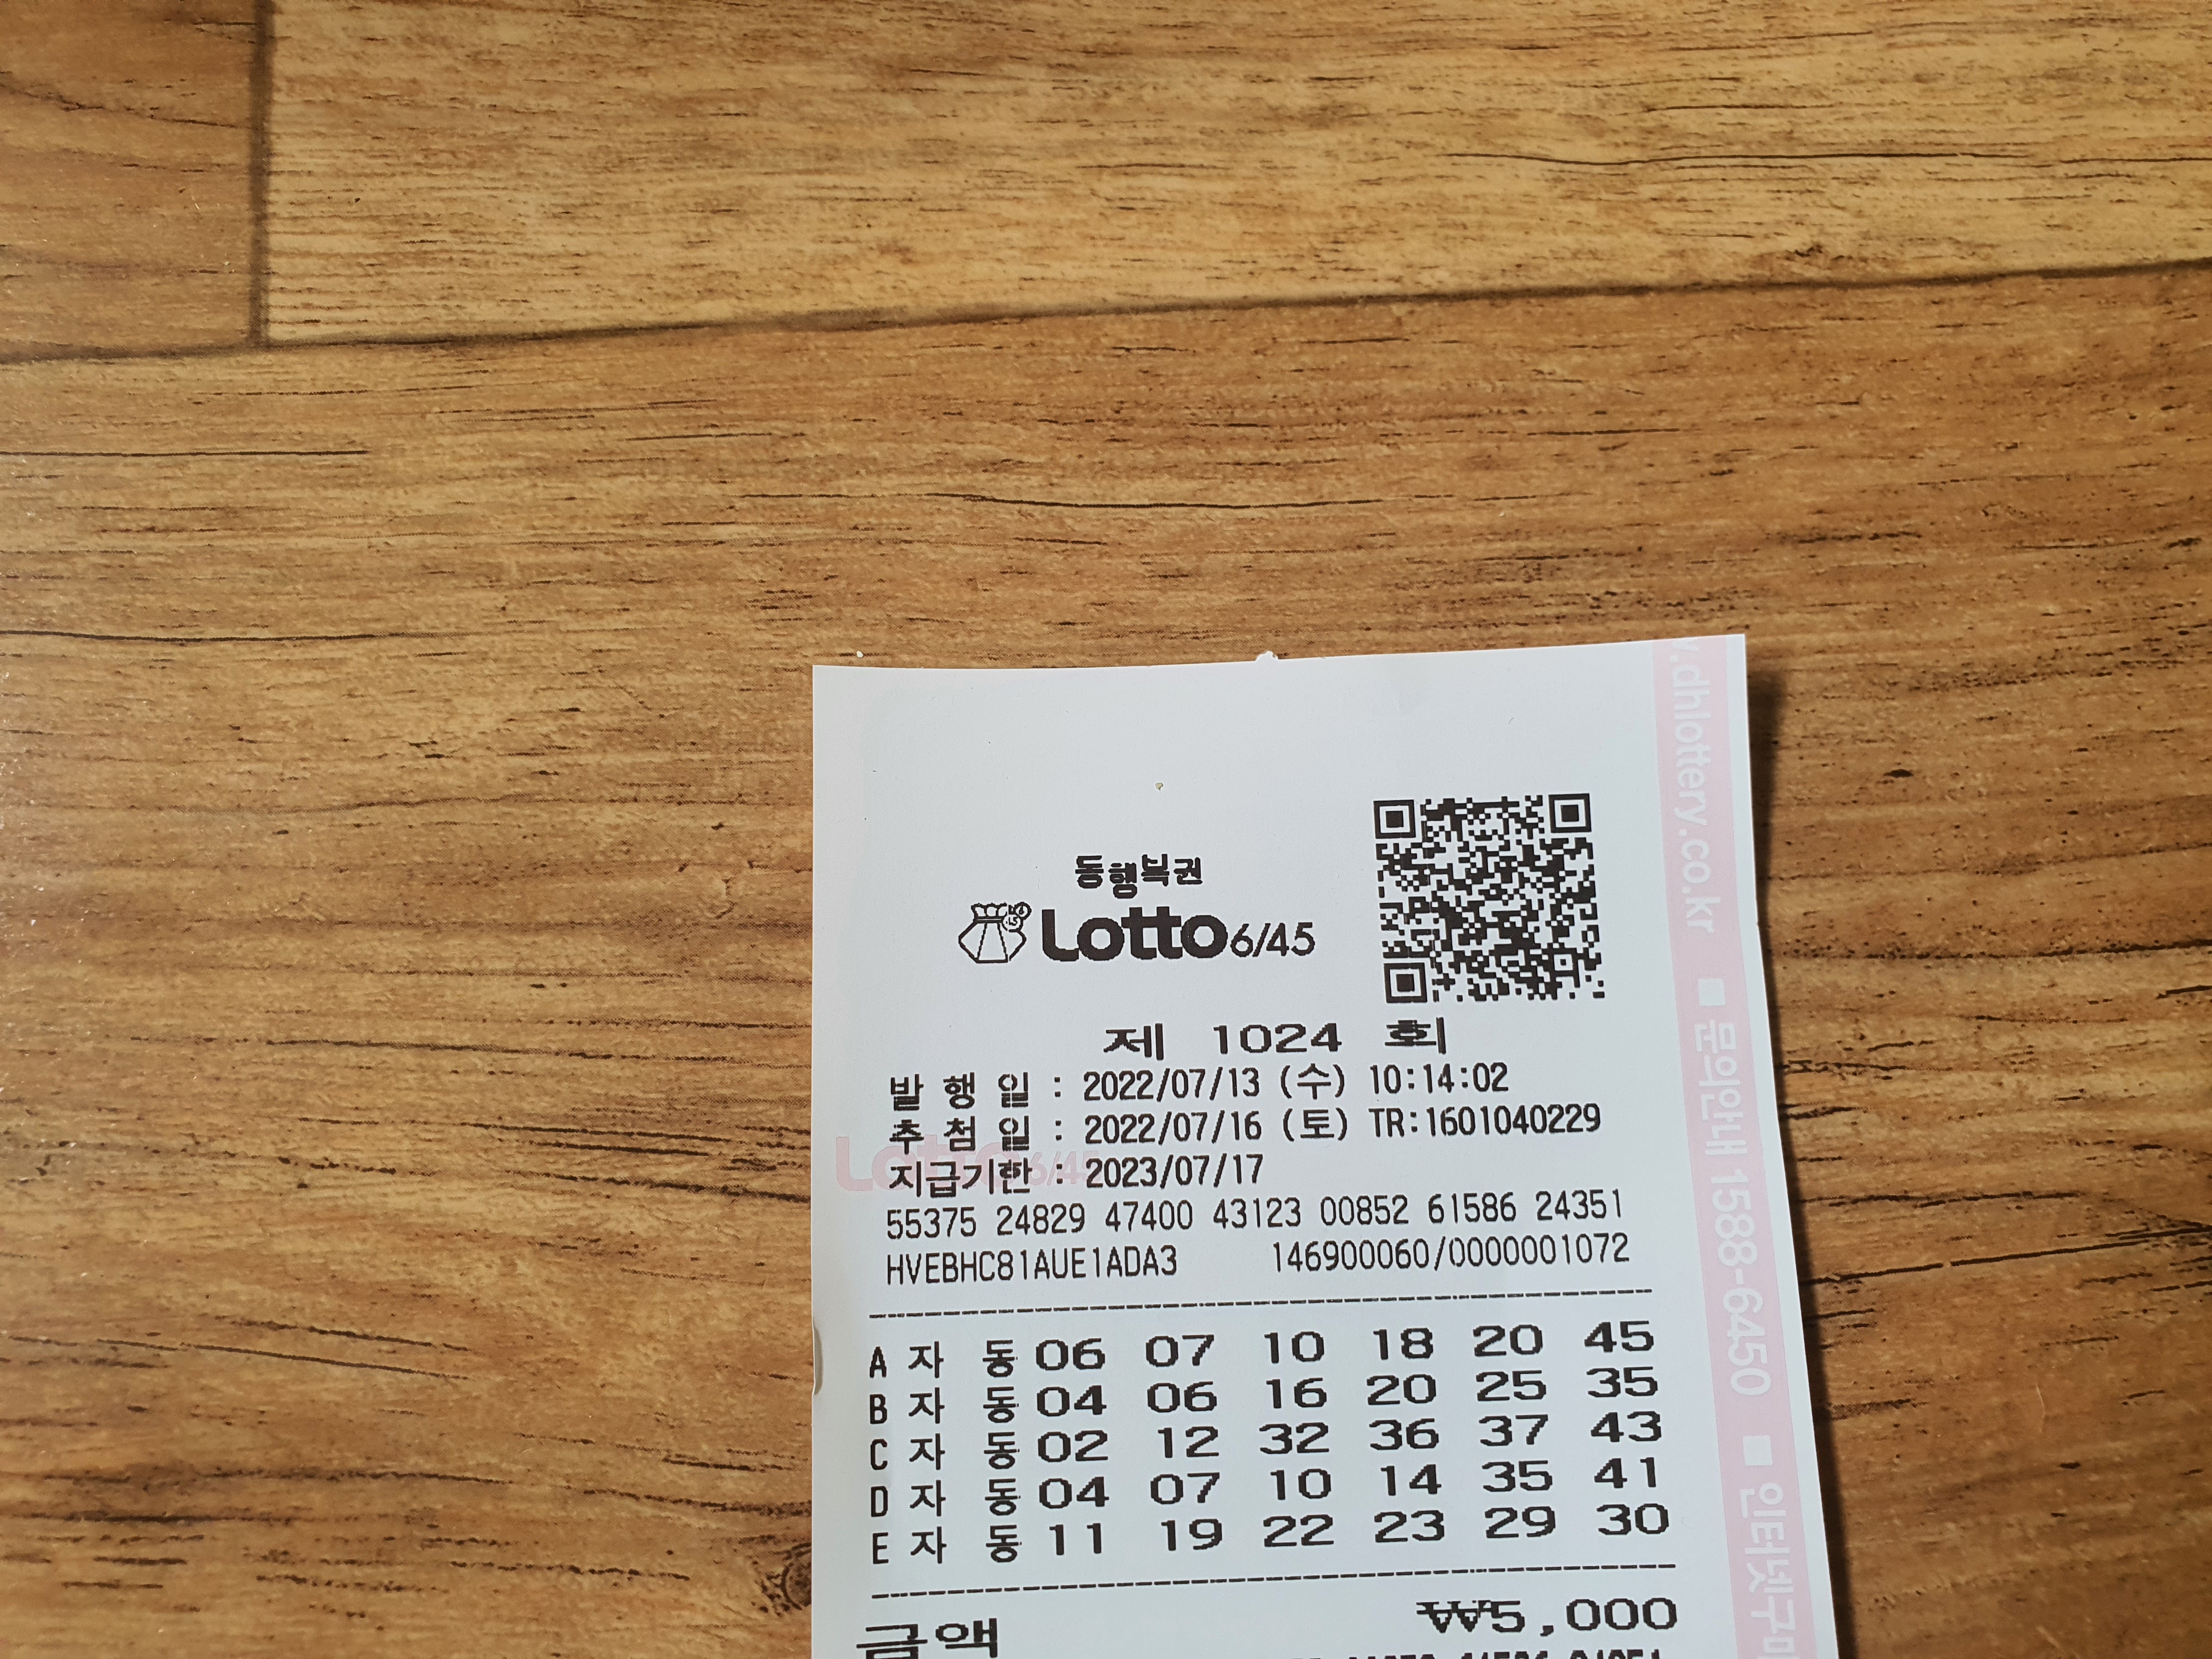 동행복권
Lotto 6/45
제 1024 회
발 행 일 : 2022/07/13 (수) 10:14:02
추 첨 일 : 2022/07/16 (토) TR:1601040229
지급기한 : 2023/07/17
55375 24829 47400 43123 00852 61586 24351
HVEBHC81AUE1ADA3 146900060/0000001072
A 자 동 06 07 10 18 20 45
B 자 동 04 06 16 20 25 35
C 자 동 02 12 32 36 37 43
D 자 동 04 07 10 14 35 41
E 자 동 11 19 22 23 29 30
금액 ₩5,000
Lotto 6/45
.dhlottery.co.kr ■ 문의안내 1588-6450 ■ 인터넷구매